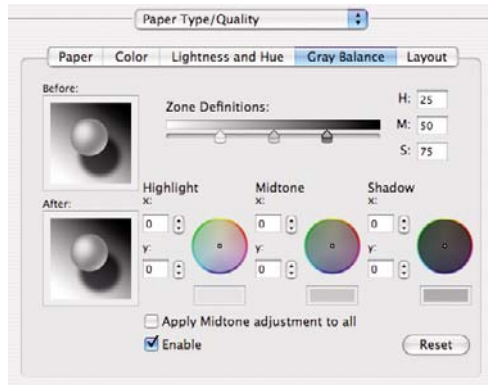 Paper Type/Quality
Paper Color Lightness and Hue Gray Balance Layout
Before:
Zone Definitions:
H: 25
M: 50
S: 75
After:
Highlight Midtone Shadow
x: x: x:
0 0 0
y: y: y:
0 0 0
Apply Midtone adjustment to all
Enable
Reset